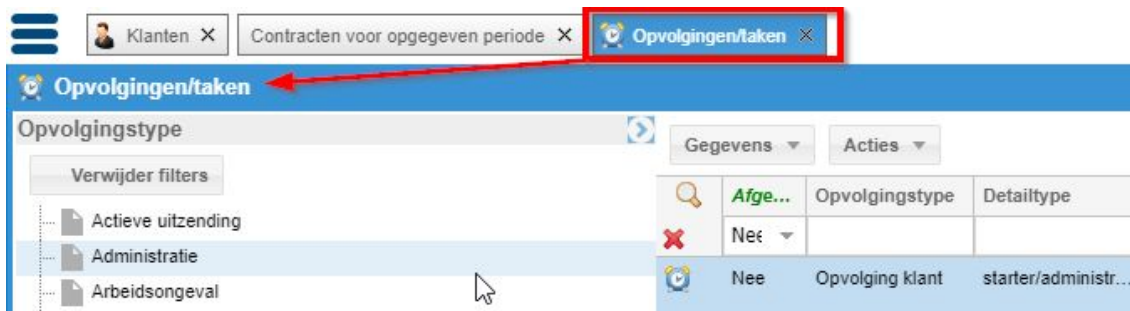 Klanten X Contracten voor opgegeven periode X Opvolgingen/taken X
Opvolgingen/taken
Opvolgingstype
Verwijder filters
Actieve uitzending
Administratie
Arbeidsongeval
Gegevens Acties
Afge... Opvolgingstype Detailtype
Nee
Nee Opvolging klant starter/administr...